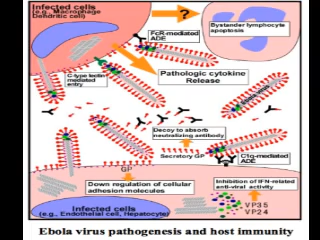 Infected cells
(e.g., Macrophage
Dendritic cell)
?
Bystander lymphocyte
apoptosis
FcR-mediated
ADE
C-type lectin
mediated
entry
Pathologic cytokine
Release
Ebola virus
Decoy to absorb
neutralizing antibody
Secretory GP
C1q-mediated
ADE
GP
Down regulation of cellular
adhesion molecules
Inhibition of IFN-related
anti-viral activity
VP35
VP24
Infected cells
(e.g., Endothelial cell, Hepatocyte)
Ebola virus pathogenesis and host immunity